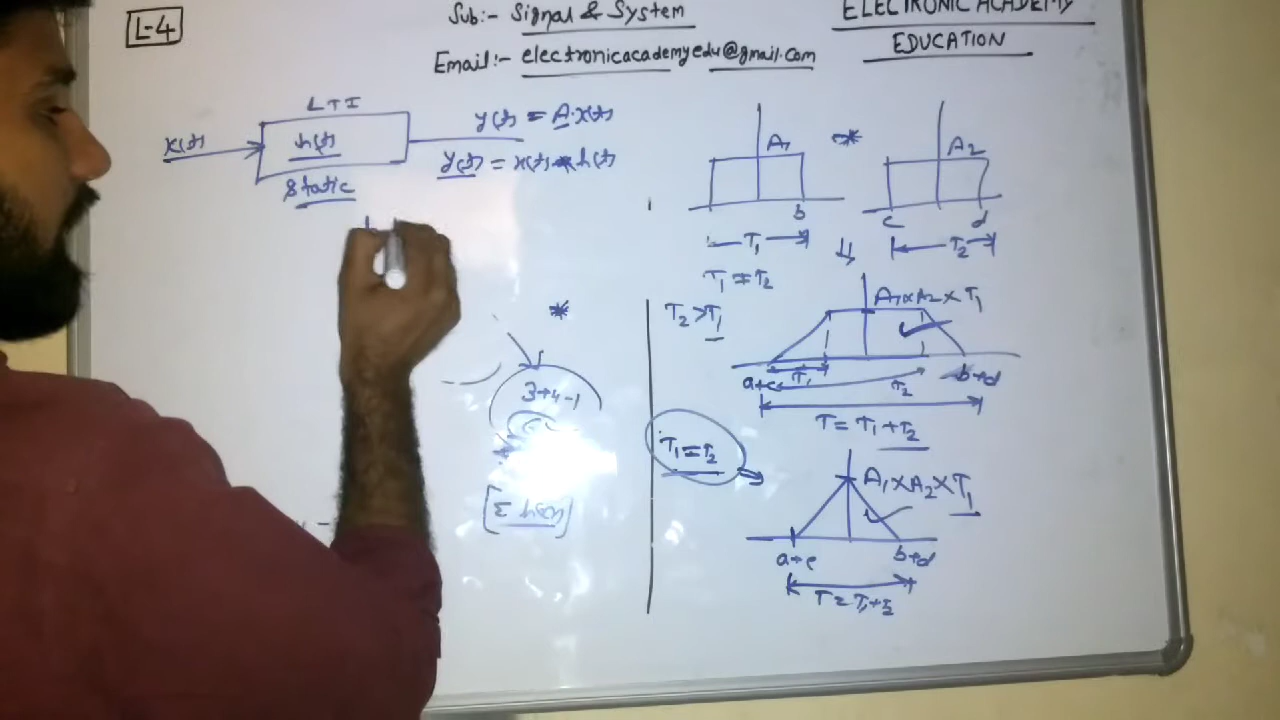 L-4
Sub:- Signal & System
ELECTRONIC ACADEMY
EDUCATION
Email:- electronicacademyedu@gmail.com
LTI
x(t)
h(t)
Static
y(t) = A·x(t)
y(t) = x(t) * h(t)
A1
*
A2
b
c
d
T1
T2
T1 = T2
T2 > T1
A1 × A2 × T1
a+c
T1
T2
b+d
T = T1 + T2
*
3+4-1
T1 = T2
A1 × A2 × T1
a+c
b+d
T = T1 + T2